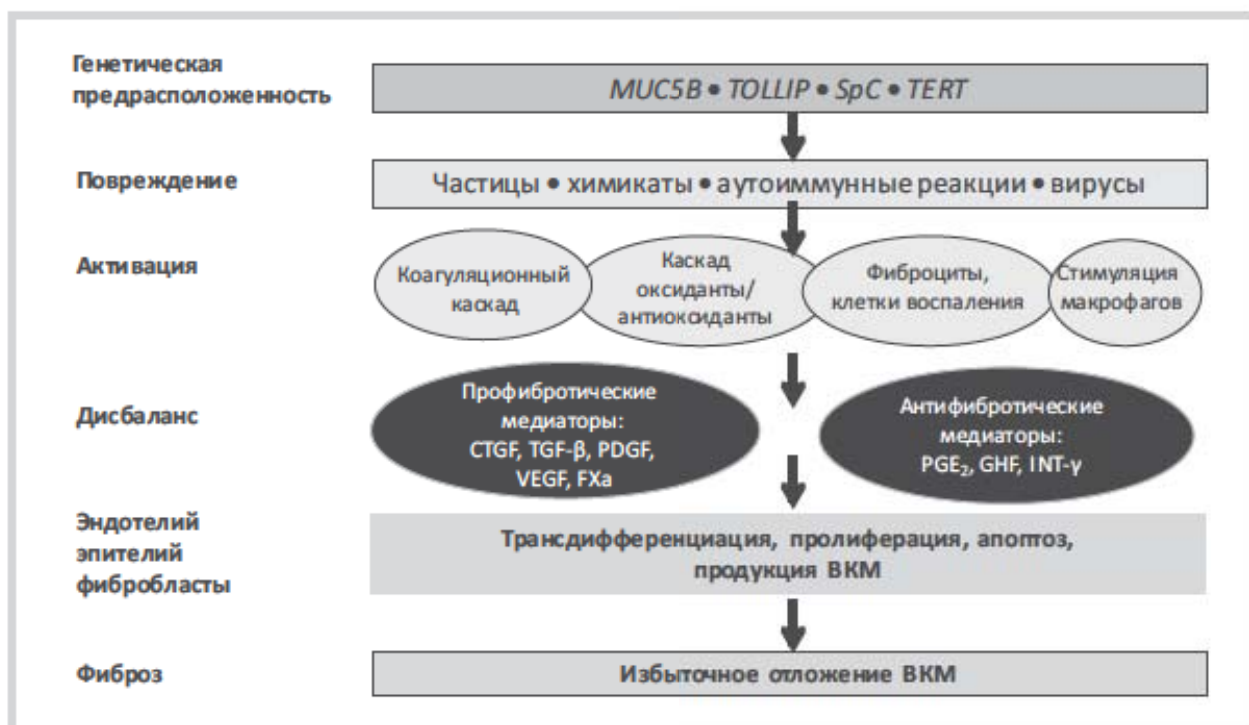 Генетическая
предрасположенность
MUC5B • TOLLIP • SpC • TERT
Повреждение
Частицы • химикаты • аутоиммунные реакции • вирусы
Активация
Коагуляционный
каскад
Каскад
оксиданты/
антиоксиданты
Фиброциты,
клетки воспаления
Стимуляция
макрофагов
Дисбаланс
Профибротические
медиаторы:
CTGF, TGF-β, PDGF,
VEGF, FXa
Антифибротические
медиаторы:
PGE₂, GHF, INT-γ
Эндотелий
эпителий
фибробласты
Трансдифференциация, пролиферация, апоптоз,
продукция ВКМ
Фиброз
Избыточное отложение ВКМ